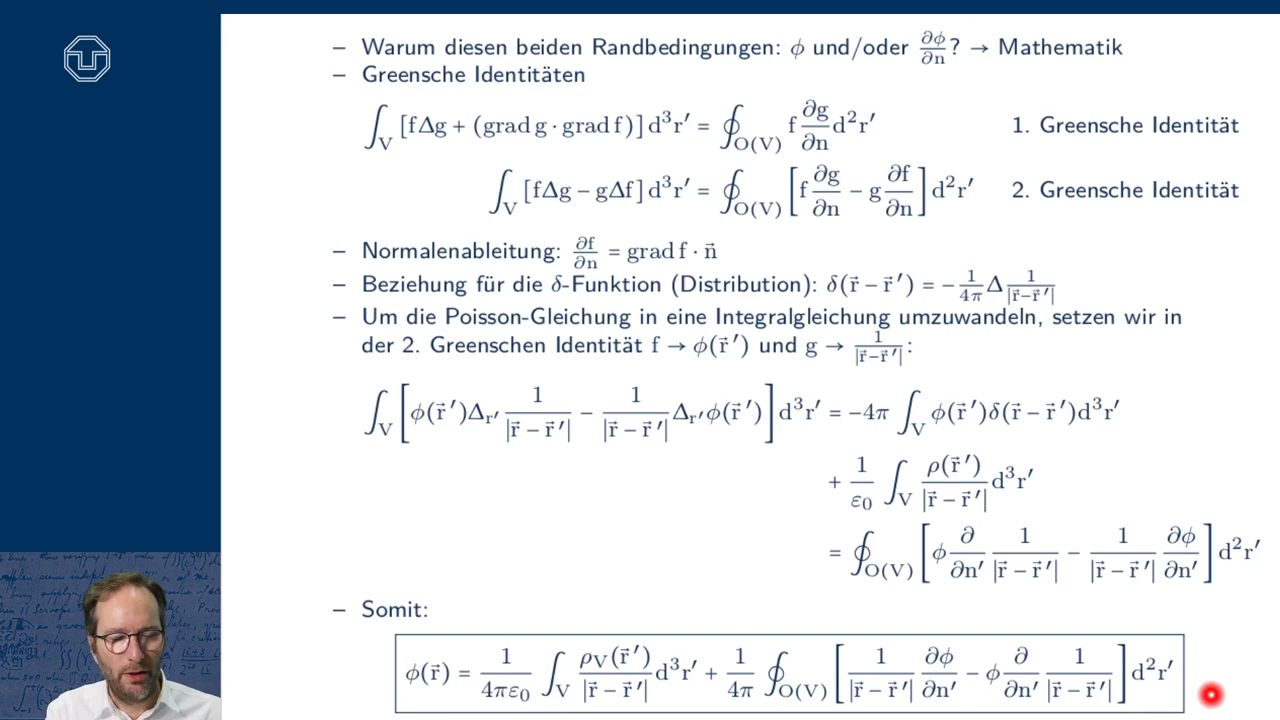 – Warum diesen beiden Randbedingungen: ϕ und/oder ∂ϕ/∂n? → Mathematik
– Greensche Identitäten
∫_V [fΔg + (grad g · grad f)] d³r′ = ∮_O(V) f ∂g/∂n d²r′ 1. Greensche Identität
∫_V [fΔg − gΔf] d³r′ = ∮_O(V) [f ∂g/∂n − g ∂f/∂n] d²r′ 2. Greensche Identität
– Normalenableitung: ∂f/∂n = grad f · n⃗
– Beziehung für die δ-Funktion (Distribution): δ(r⃗ − r⃗ ′) = −1/4π Δ 1/|r⃗−r⃗ ′|
– Um die Poisson-Gleichung in eine Integralgleichung umzuwandeln, setzen wir in
der 2. Greenschen Identität f → ϕ(r⃗ ′) und g → 1/|r⃗−r⃗ ′|:
∫_V [ϕ(r⃗ ′)Δ_r′ 1/|r⃗ − r⃗ ′| − 1/|r⃗ − r⃗ ′| Δ_r′ϕ(r⃗ ′)] d³r′ = −4π ∫_V ϕ(r⃗ ′)δ(r⃗ − r⃗ ′)d³r′
+ 1/ε₀ ∫_V ρ(r⃗ ′)/|r⃗ − r⃗ ′| d³r′
= ∮_O(V) [ϕ ∂/∂n′ 1/|r⃗ − r⃗ ′| − 1/|r⃗ − r⃗ ′| ∂ϕ/∂n′] d²r′
– Somit:
ϕ(r⃗) = 1/4πε₀ ∫_V ρ_V(r⃗ ′)/|r⃗ − r⃗ ′| d³r′ + 1/4π ∮_O(V) [1/|r⃗ − r⃗ ′| ∂ϕ/∂n′ − ϕ ∂/∂n′ 1/|r⃗ − r⃗ ′|] d²r′